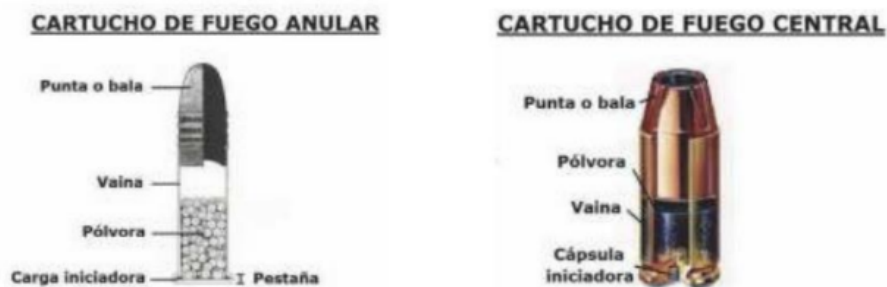 CARTUCHO DE FUEGO ANULAR
Punta o bala
Vaina
Pólvora
Carga iniciadora
Pestaña
CARTUCHO DE FUEGO CENTRAL
Punta o bala
Pólvora
Vaina
Cápsula
iniciadora